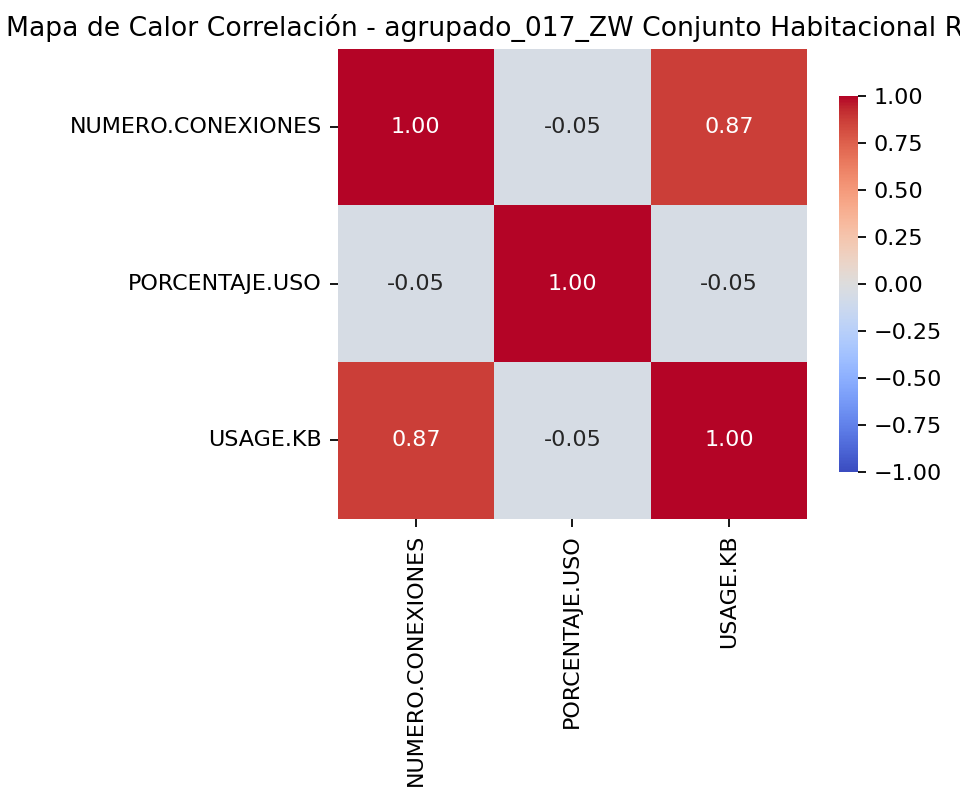 Mapa de Calor Correlación - agrupado_017_ZW Conjunto Habitacional R
NUMERO.CONEXIONES
1.00
-0.05
0.87
PORCENTAJE.USO
-0.05
1.00
-0.05
USAGE.KB
0.87
-0.05
1.00
NUMERO.CONEXIONES
PORCENTAJE.USO
USAGE.KB
1.00
0.75
0.50
0.25
0.00
−0.25
−0.50
−0.75
−1.00